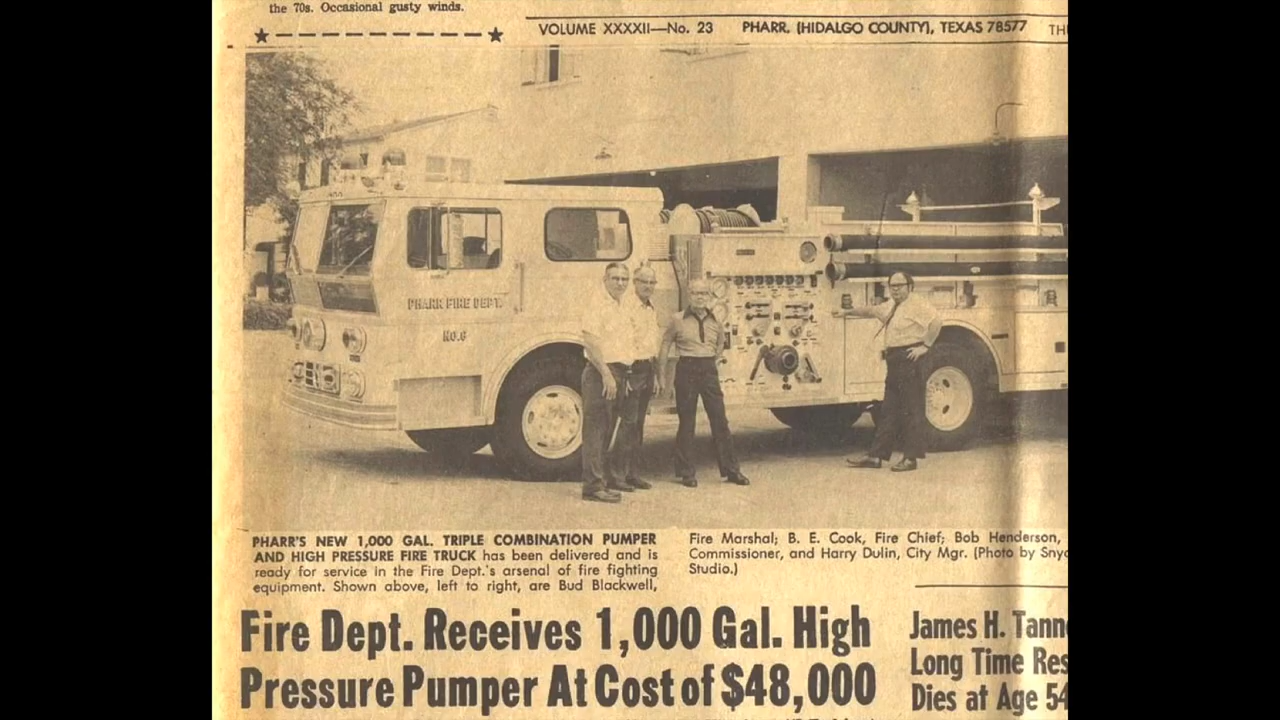 the 70s. Occasional gusty winds.
VOLUME XXXXII—No. 23 PHARR, (HIDALGO COUNTY), TEXAS 78577 TH
PHARR FIRE DEPT.
NO. 6
PHARR'S NEW 1,000 GAL. TRIPLE COMBINATION PUMPER
AND HIGH PRESSURE FIRE TRUCK has been delivered and is
ready for service in the Fire Dept.'s arsenal of fire fighting
equipment. Shown above, left to right, are Bud Blackwell,
Fire Marshal; B. E. Cook, Fire Chief; Bob Henderson,
Commissioner, and Harry Dulin, City Mgr. (Photo by Snyd
Studio.)
Fire Dept. Receives 1,000 Gal. High
Pressure Pumper At Cost of $48,000
James H. Tann
Long Time Res
Dies at Age 54